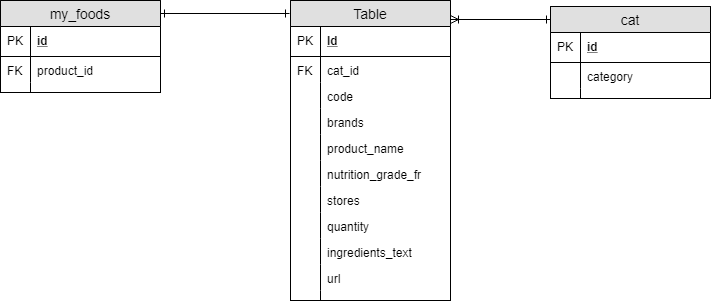 my_foods
PK id
FK product_id
Table
PK Id
FK cat_id
code
brands
product_name
nutrition_grade_fr
stores
quantity
ingredients_text
url
cat
PK id
category